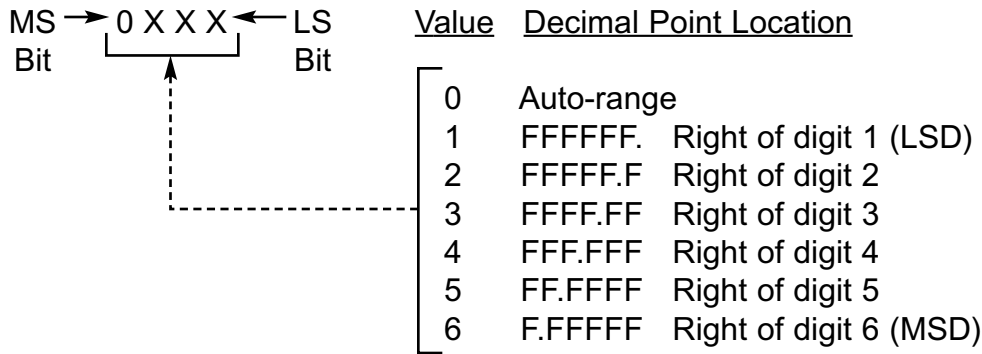 MS 0 X X X LS Value Decimal Point Location
Bit Bit
0 Auto-range
1 FFFFFF. Right of digit 1 (LSD)
2 FFFFF.F Right of digit 2
3 FFFF.FF Right of digit 3
4 FFF.FFF Right of digit 4
5 FF.FFFF Right of digit 5
6 F.FFFFF Right of digit 6 (MSD)